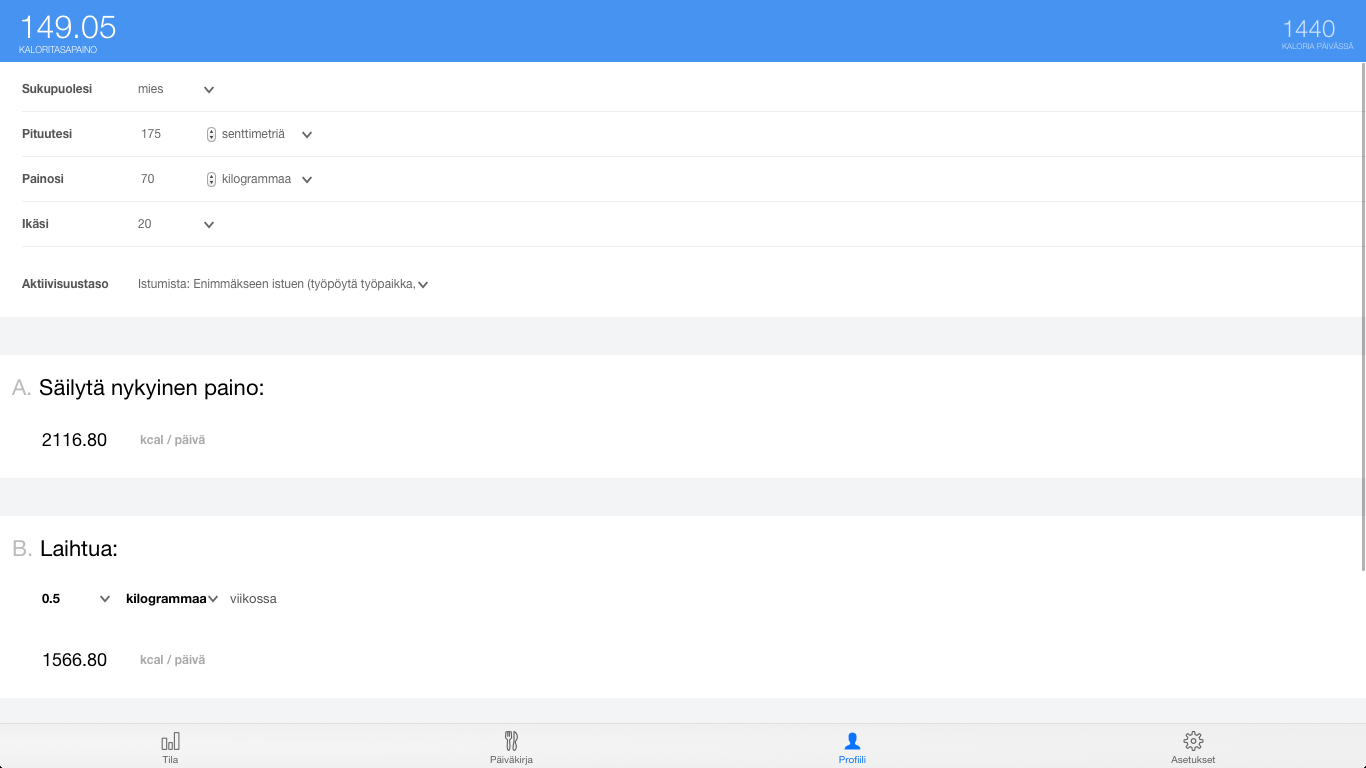 149.05
KALORITASAPAINO
1440
KALORIA PÄIVÄSSÄ
Sukupuolesi mies
Pituutesi 175 senttimetriä
Painosi 70 kilogrammaa
Ikäsi 20
Aktiivisuustaso Istumista: Enimmäkseen istuen (työpöytä työpaikka,
A. Säilytä nykyinen paino:
2116.80 kcal / päivä
B. Laihtua:
0.5 kilogrammaa viikossa
1566.80 kcal / päivä
Tila Päiväkirja Profiili Asetukset